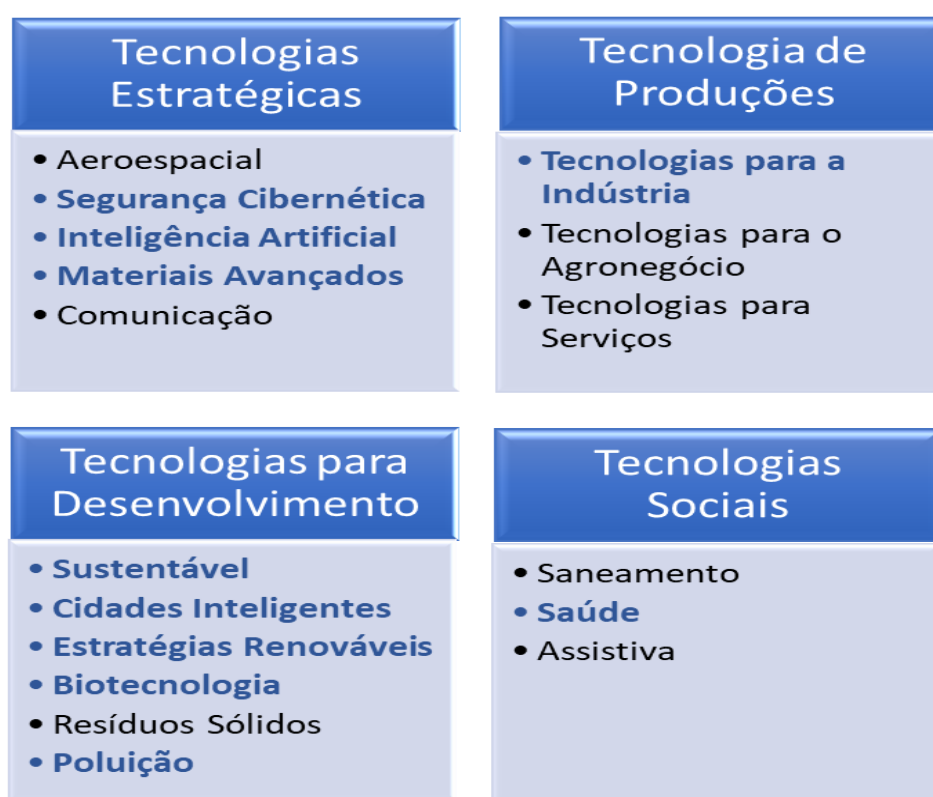 Tecnologias
Estratégicas
• Aeroespacial
• Segurança Cibernética
• Inteligência Artificial
• Materiais Avançados
• Comunicação
Tecnologia de
Produções
• Tecnologias para a
Indústria
• Tecnologias para o
Agronegócio
• Tecnologias para
Serviços
Tecnologias para
Desenvolvimento
• Sustentável
• Cidades Inteligentes
• Estratégias Renováveis
• Biotecnologia
• Resíduos Sólidos
• Poluição
Tecnologias
Sociais
• Saneamento
• Saúde
• Assistiva